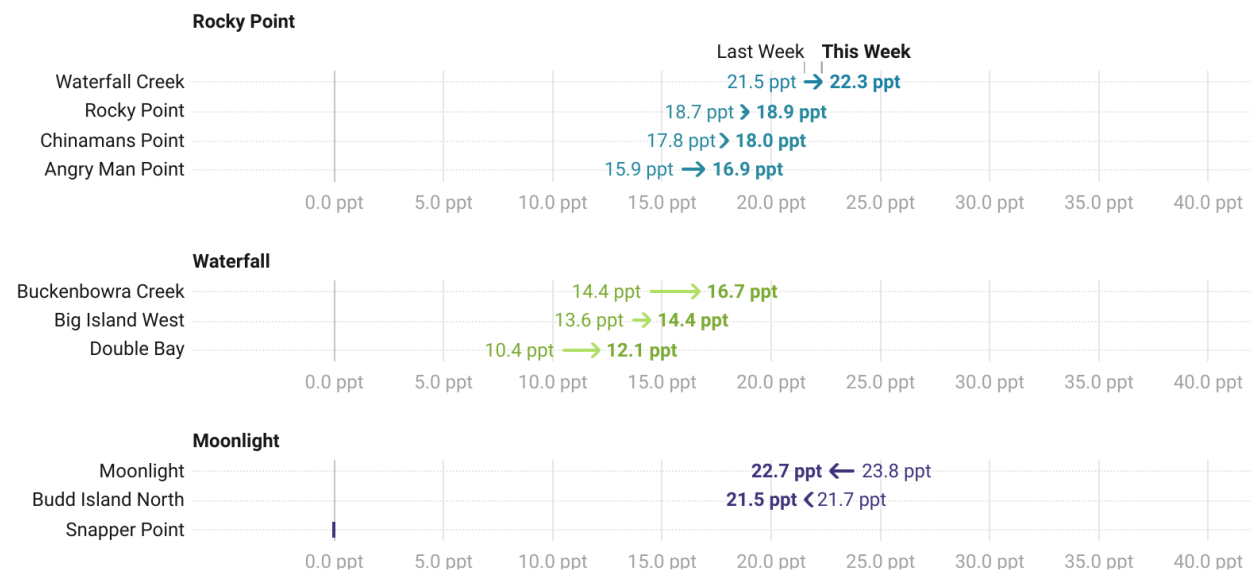 Rocky Point
Last Week This Week
Waterfall Creek 21.5 ppt 22.3 ppt
Rocky Point 18.7 ppt 18.9 ppt
Chinamans Point 17.8 ppt 18.0 ppt
Angry Man Point 15.9 ppt 16.9 ppt
0.0 ppt 5.0 ppt 10.0 ppt 15.0 ppt 20.0 ppt 25.0 ppt 30.0 ppt 35.0 ppt 40.0 ppt
Waterfall
Buckenbowra Creek 14.4 ppt 16.7 ppt
Big Island West 13.6 ppt 14.4 ppt
Double Bay 10.4 ppt 12.1 ppt
0.0 ppt 5.0 ppt 10.0 ppt 15.0 ppt 20.0 ppt 25.0 ppt 30.0 ppt 35.0 ppt 40.0 ppt
Moonlight
Moonlight 22.7 ppt 23.8 ppt
Budd Island North 21.5 ppt 21.7 ppt
Snapper Point
0.0 ppt 5.0 ppt 10.0 ppt 15.0 ppt 20.0 ppt 25.0 ppt 30.0 ppt 35.0 ppt 40.0 ppt